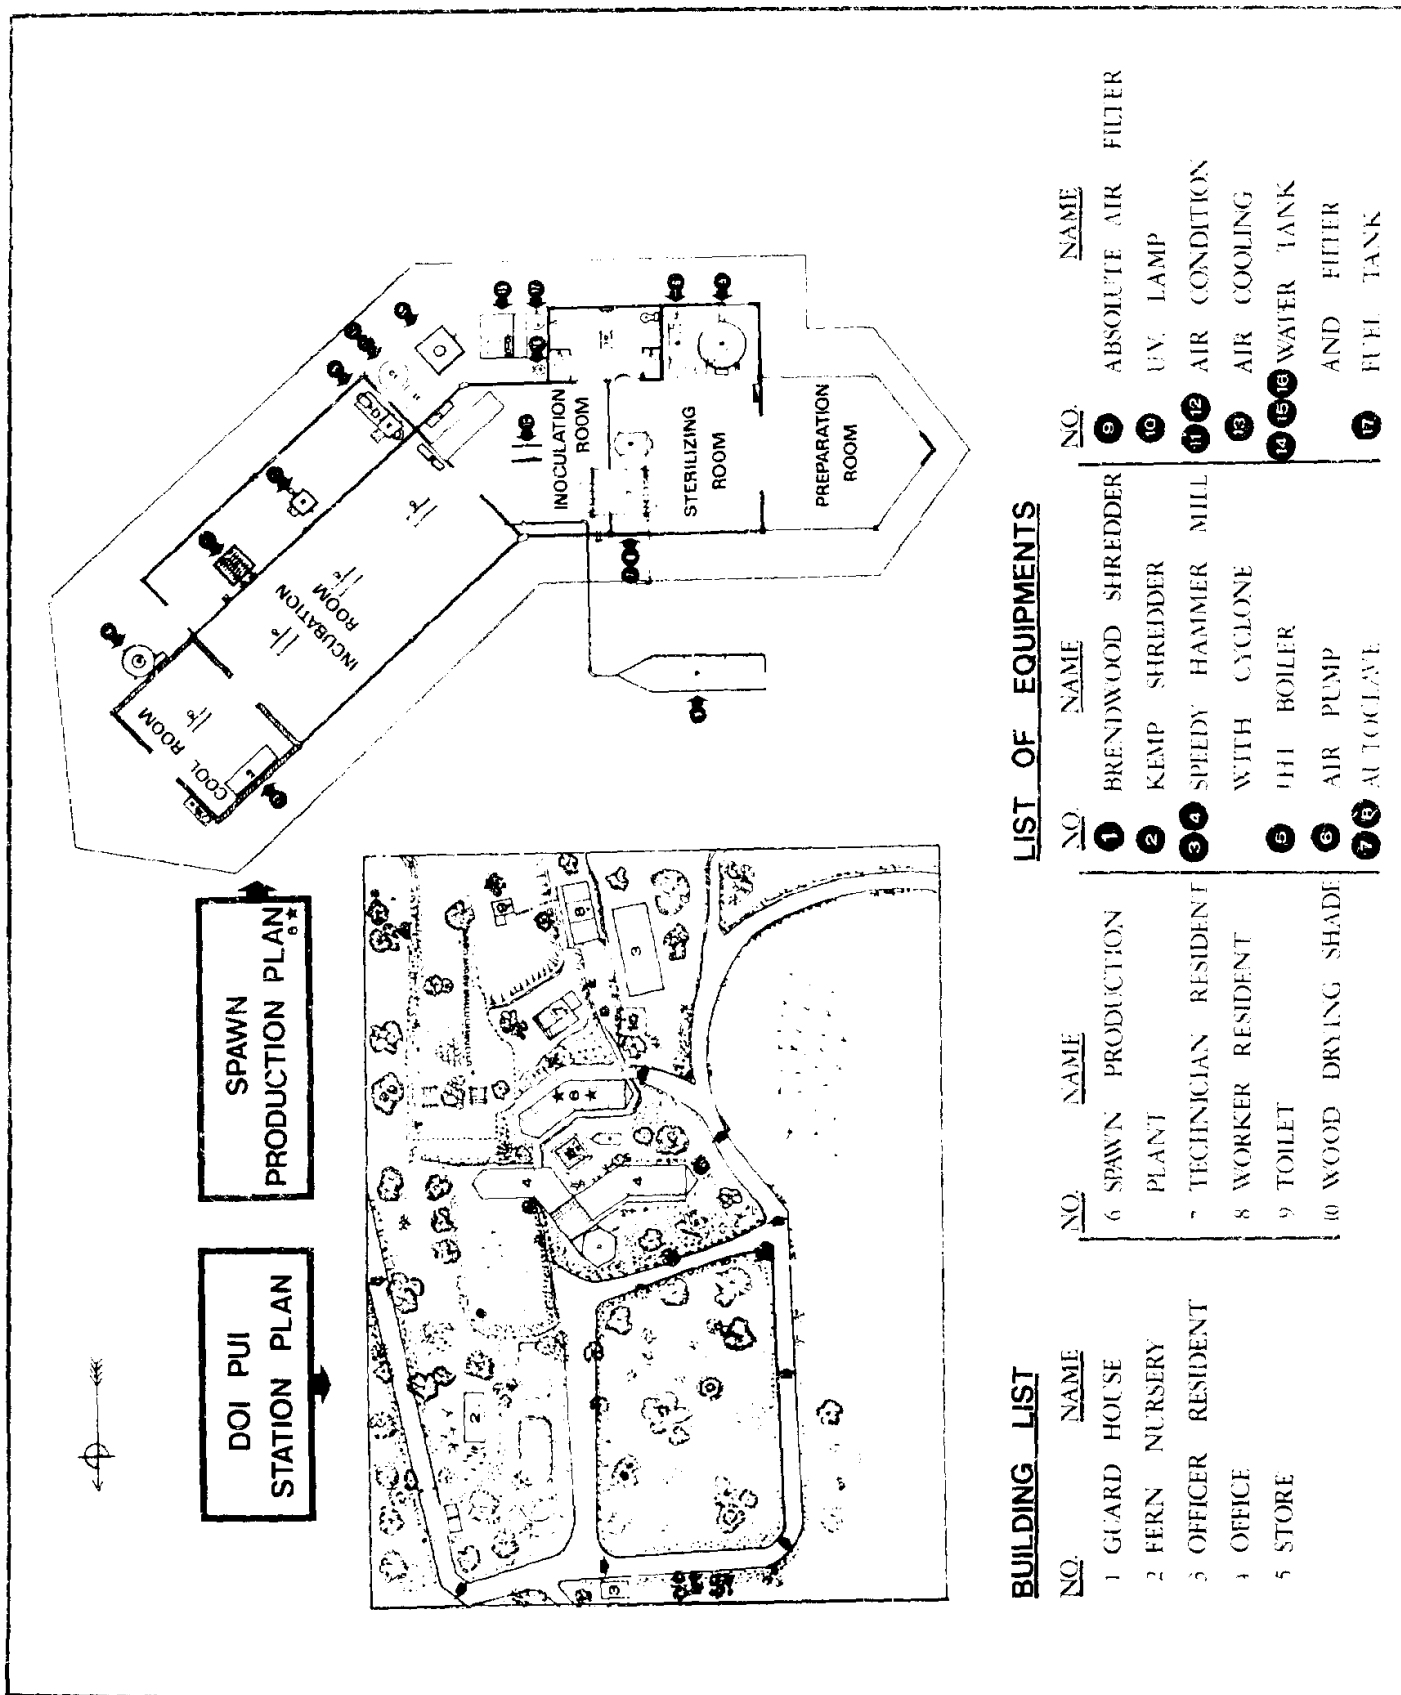 DOI PUI
STATION PLAN
SPAWN
PRODUCTION PLAN
6 ★
COOL ROOM
INCUBATION
ROOM
INOCULATION
ROOM
STERILIZING
ROOM
PREPARATION
ROOM
BUILDING LIST
NO. NAME
1 GUARD HOUSE
2 FERN NURSERY
3 OFFICER RESIDENT
4 OFFICE
5 STORE
NO. NAME
6 SPAWN PRODUCTION
PLANT
7 TECHNICIAN RESIDENT
8 WORKER RESIDENT
9 TOILET
10 WOOD DRYING SHADE
LIST OF EQUIPMENTS
NO. NAME
1 BRENDWOOD SHREDDER
2 KEMP SHREDDER
3 4 SPEEDY HAMMER MILL
WITH CYCLONE
5 BOILER
6 AIR PUMP
7 8 AUTOCLAVE
NO. NAME
9 ABSOLUTE AIR FILTER
10 U.V. LAMP
11 12 AIR CONDITION
13 AIR COOLING
14 15 16 WATER TANK
AND FILTER
17 FUEL TANK